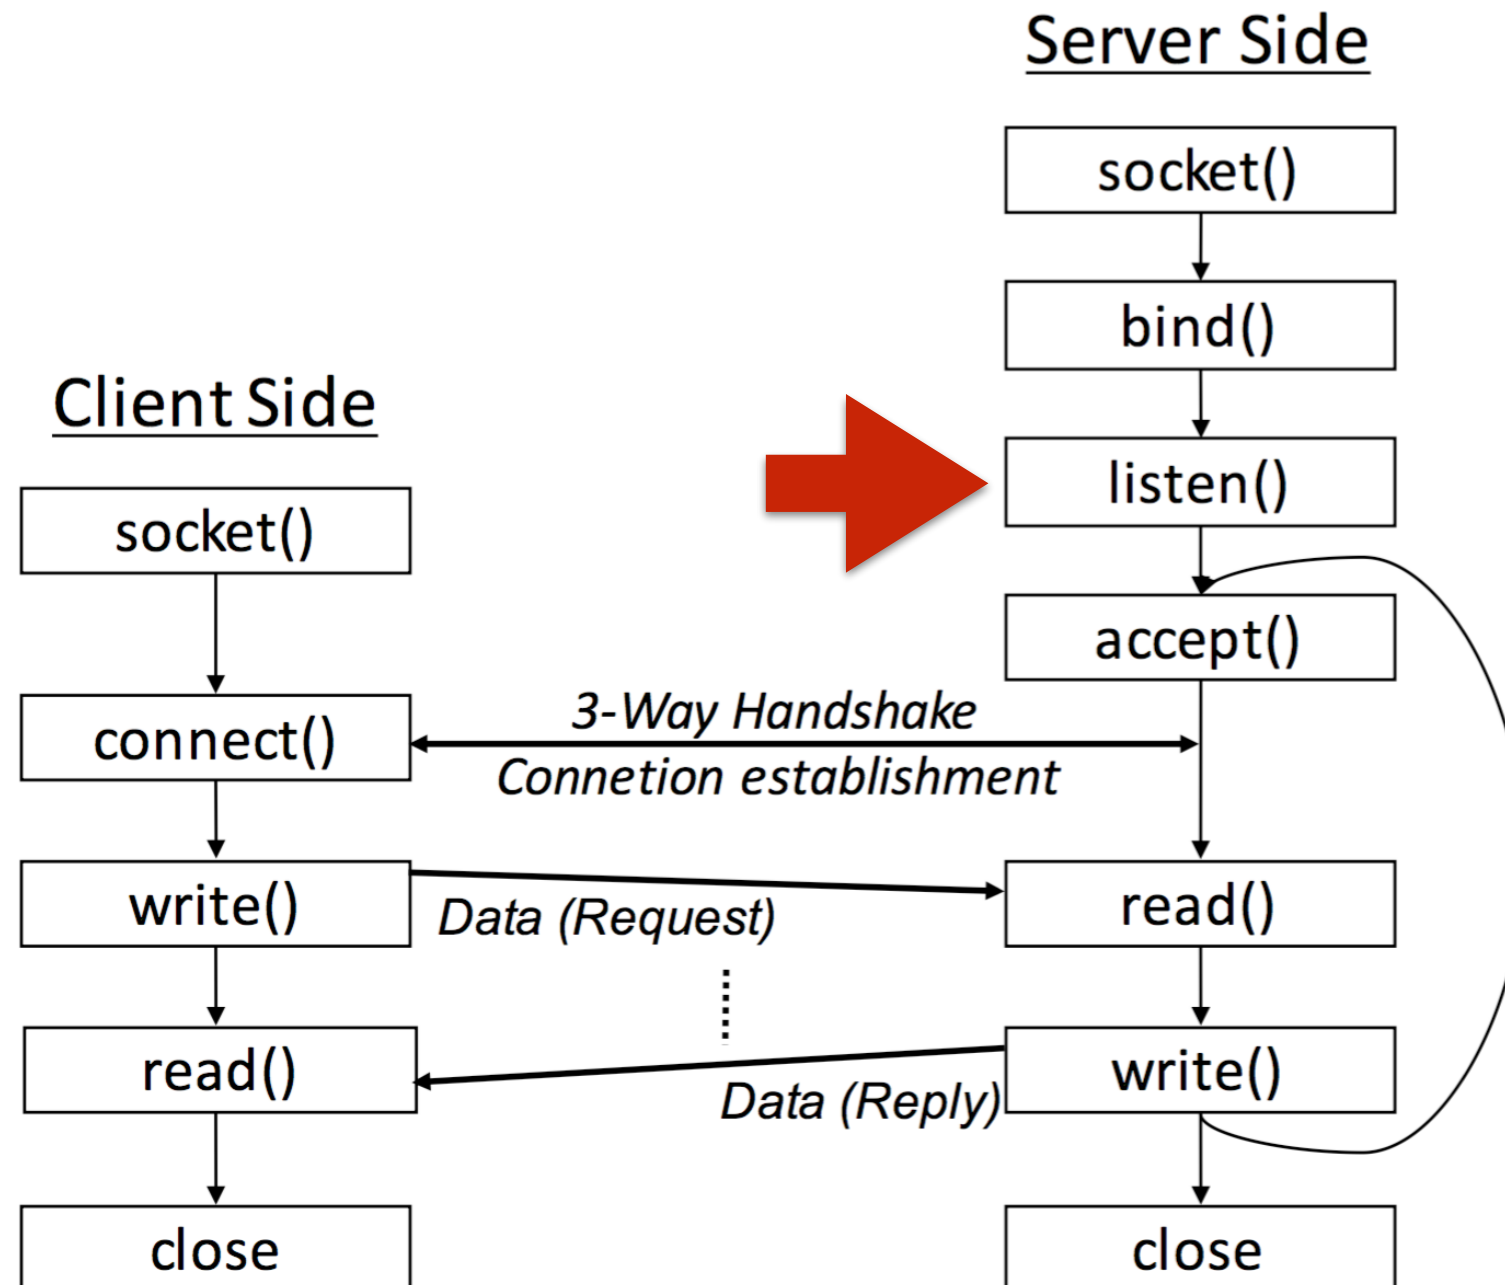 Server Side
socket()
bind()
Client Side
listen()
socket()
accept()
3-Way Handshake
connect()
Connetion establishment
write()
read()
Data (Request)
read()
write()
Data (Reply)
close
close